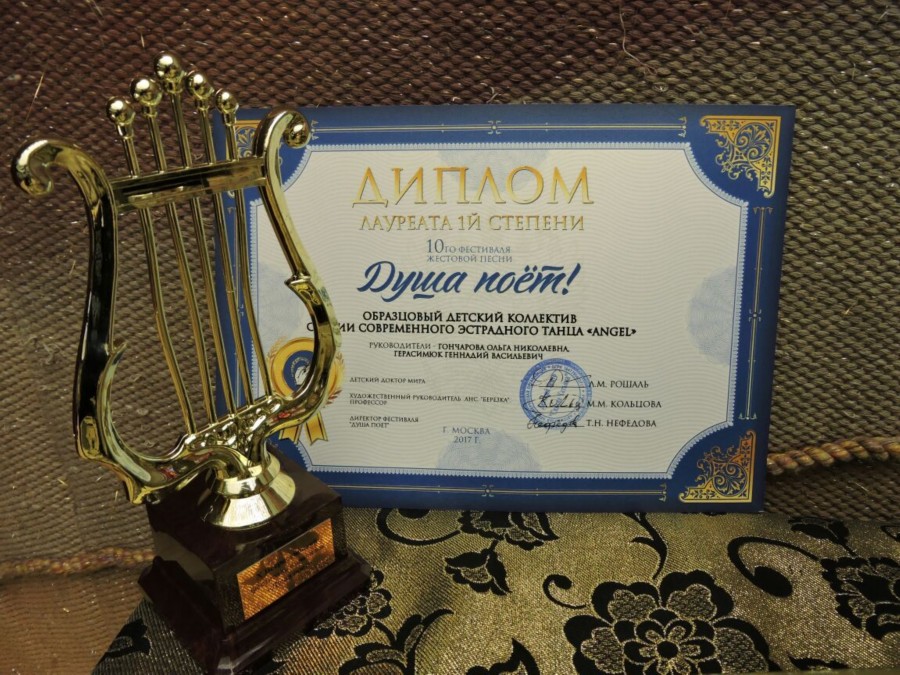 ДИПЛОМ
ЛАУРЕАТА 1Й СТЕПЕНИ
10ГО ФЕСТИВАЛЯ
ЖЕСТОВОЙ ПЕСНИ
Душа поёт!
ОБРАЗЦОВЫЙ ДЕТСКИЙ КОЛЛЕКТИВ
СОВРЕМЕННОГО ЭСТРАДНОГО ТАНЦА «ANGEL»
РУКОВОДИТЕЛИ - ГОНЧАРОВА ОЛЬГА НИКОЛАЕВНА,
ГЕРАСИМЮК ГЕННАДИЙ ВАСИЛЬЕВИЧ
ДЕТСКИЙ ДОКТОР МИРА
Л.М. РОШАЛЬ
ХУДОЖЕСТВЕННЫЙ РУКОВОДИТЕЛЬ АНС "БЕРЕЗКА"
ПРОФЕССОР
М.М. КОЛЬЦОВА
ДИРЕКТОР ФЕСТИВАЛЯ
"ДУША ПОЕТ"
Т.Н. НЕФЕДОВА
Г. МОСКВА
2017 Г.